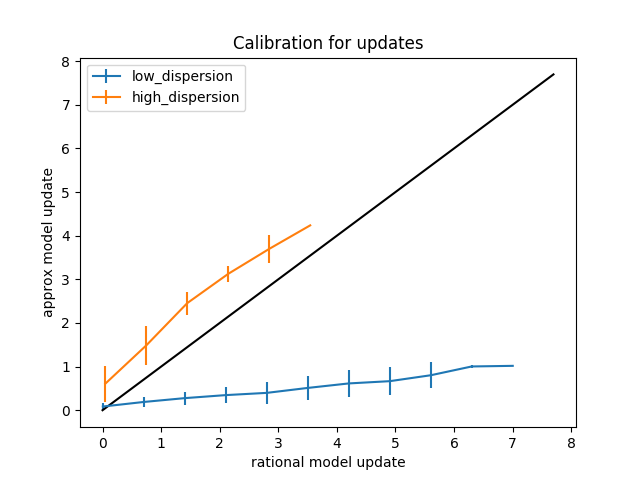 Calibration for updates
low_dispersion
high_dispersion
8
7
6
5
4
3
2
1
0
approx model update
0 1 2 3 4 5 6 7 8
rational model update